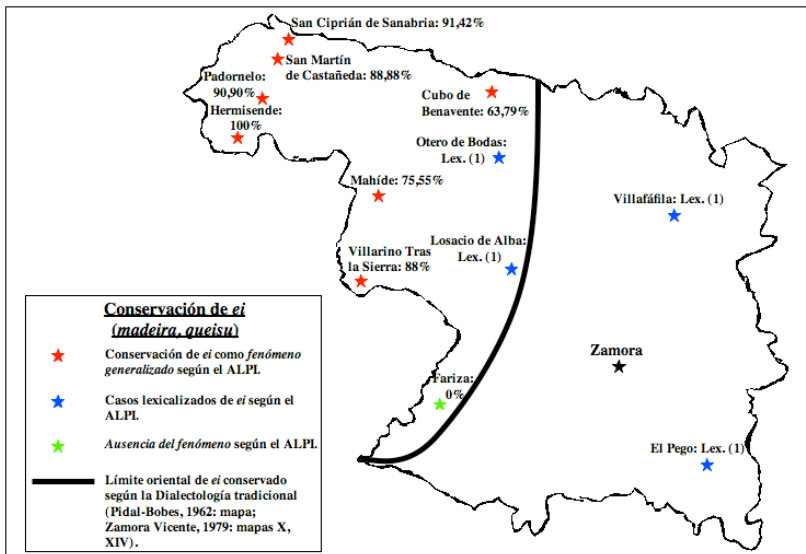 San Ciprián de Sanabria: 91,42%
San Martín
de Castañeda: 88,88%
Padornelo:
90,90%
Hermisende:
100%
Cubo de
Benavente: 63,79%
Otero de Bodas:
Lex. (1)
Mahíde: 75,55%
Villafáfila: Lex. (1)
Losacio de Alba:
Lex. (1)
Villarino Tras
la Sierra: 88%
Zamora
Fariza:
0%
El Pego: Lex. (1)
Conservación de ei
(madeira, queisu)
Conservación de ei como fenómeno
generalizado según el ALPI.
Casos lexicalizados de ei según el
ALPI.
Ausencia del fenómeno según el ALPI.
Límite oriental de ei conservado
según la Dialectología tradicional
(Pidal-Bobes, 1962: mapa;
Zamora Vicente, 1979: mapas X,
XIV).